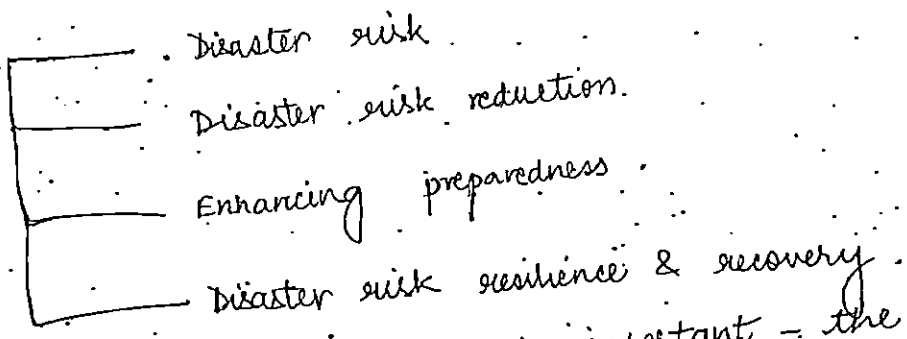 Disaster risk
Disaster risk reduction.
Enhancing preparedness.
Disaster risk resilience & recovery.
- the